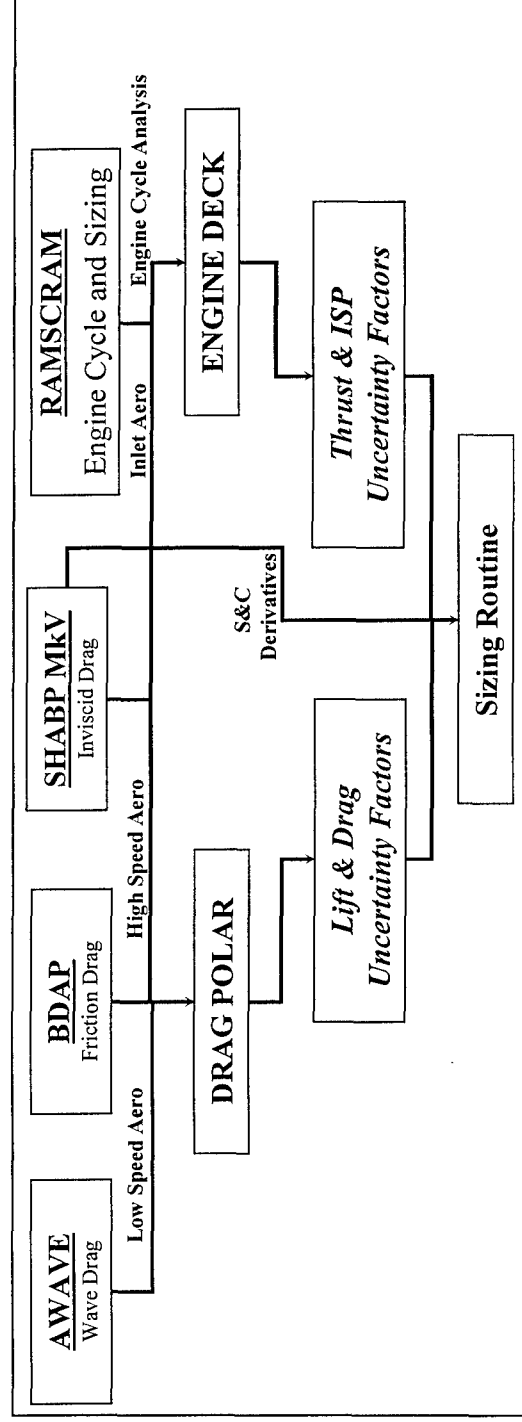 AWAVE
Wave Drag
BDAP
Friction Drag
SHABP MkV
Inviscid Drag
RAMSCRAM
Engine Cycle and Sizing
Low Speed Aero
High Speed Aero
Inlet Aero
Engine Cycle Analysis
DRAG POLAR
S&C
Derivatives
ENGINE DECK
Lift & Drag
Uncertainty Factors
Thrust & ISP
Uncertainty Factors
Sizing Routine